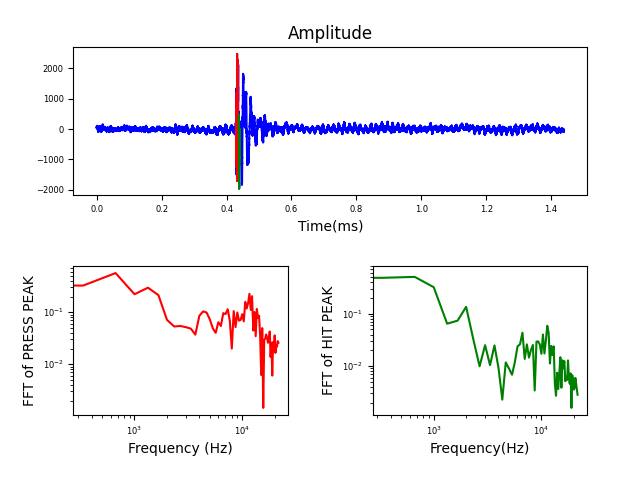 Amplitude
2000
1000
0
−1000
−2000
0.0 0.2 0.4 0.6 0.8 1.0 1.2 1.4
Time(ms)
FFT of PRESS PEAK
10⁻¹
10⁻²
10³ 10⁴
Frequency (Hz)
FFT of HIT PEAK
10⁻¹
10⁻²
10³ 10⁴
Frequency(Hz)